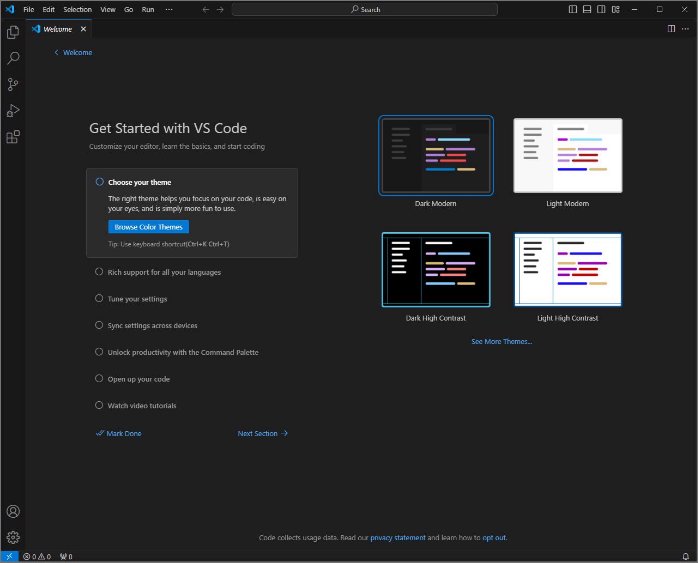 File Edit Selection View Go Run ... Search
Welcome
Welcome
Get Started with VS Code
Customize your editor, learn the basics, and start coding
Choose your theme
The right theme helps you focus on your code, is easy on
your eyes, and is simply more fun to use.
Browse Color Themes
Tip: Use keyboard shortcut(Ctrl+K Ctrl+T)
Rich support for all your languages
Tune your settings
Sync settings across devices
Unlock productivity with the Command Palette
Open up your code
Watch video tutorials
Mark Done Next Section
Dark Modern Light Modern
Dark High Contrast Light High Contrast
See More Themes...
Code collects usage data. Read our privacy statement and learn how to opt out.
0 0 0